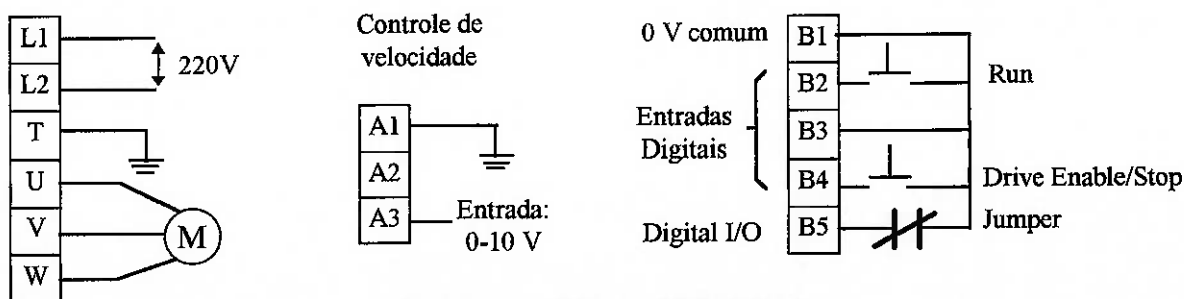 L1
L2
T
U
V
W
220V
M
Controle de
velocidade
A1
A2
A3
Entrada:
0-10 V
0 V comum
Entradas
Digitais
Digital I/O
B1
B2
B3
B4
B5
Run
Drive Enable/Stop
Jumper